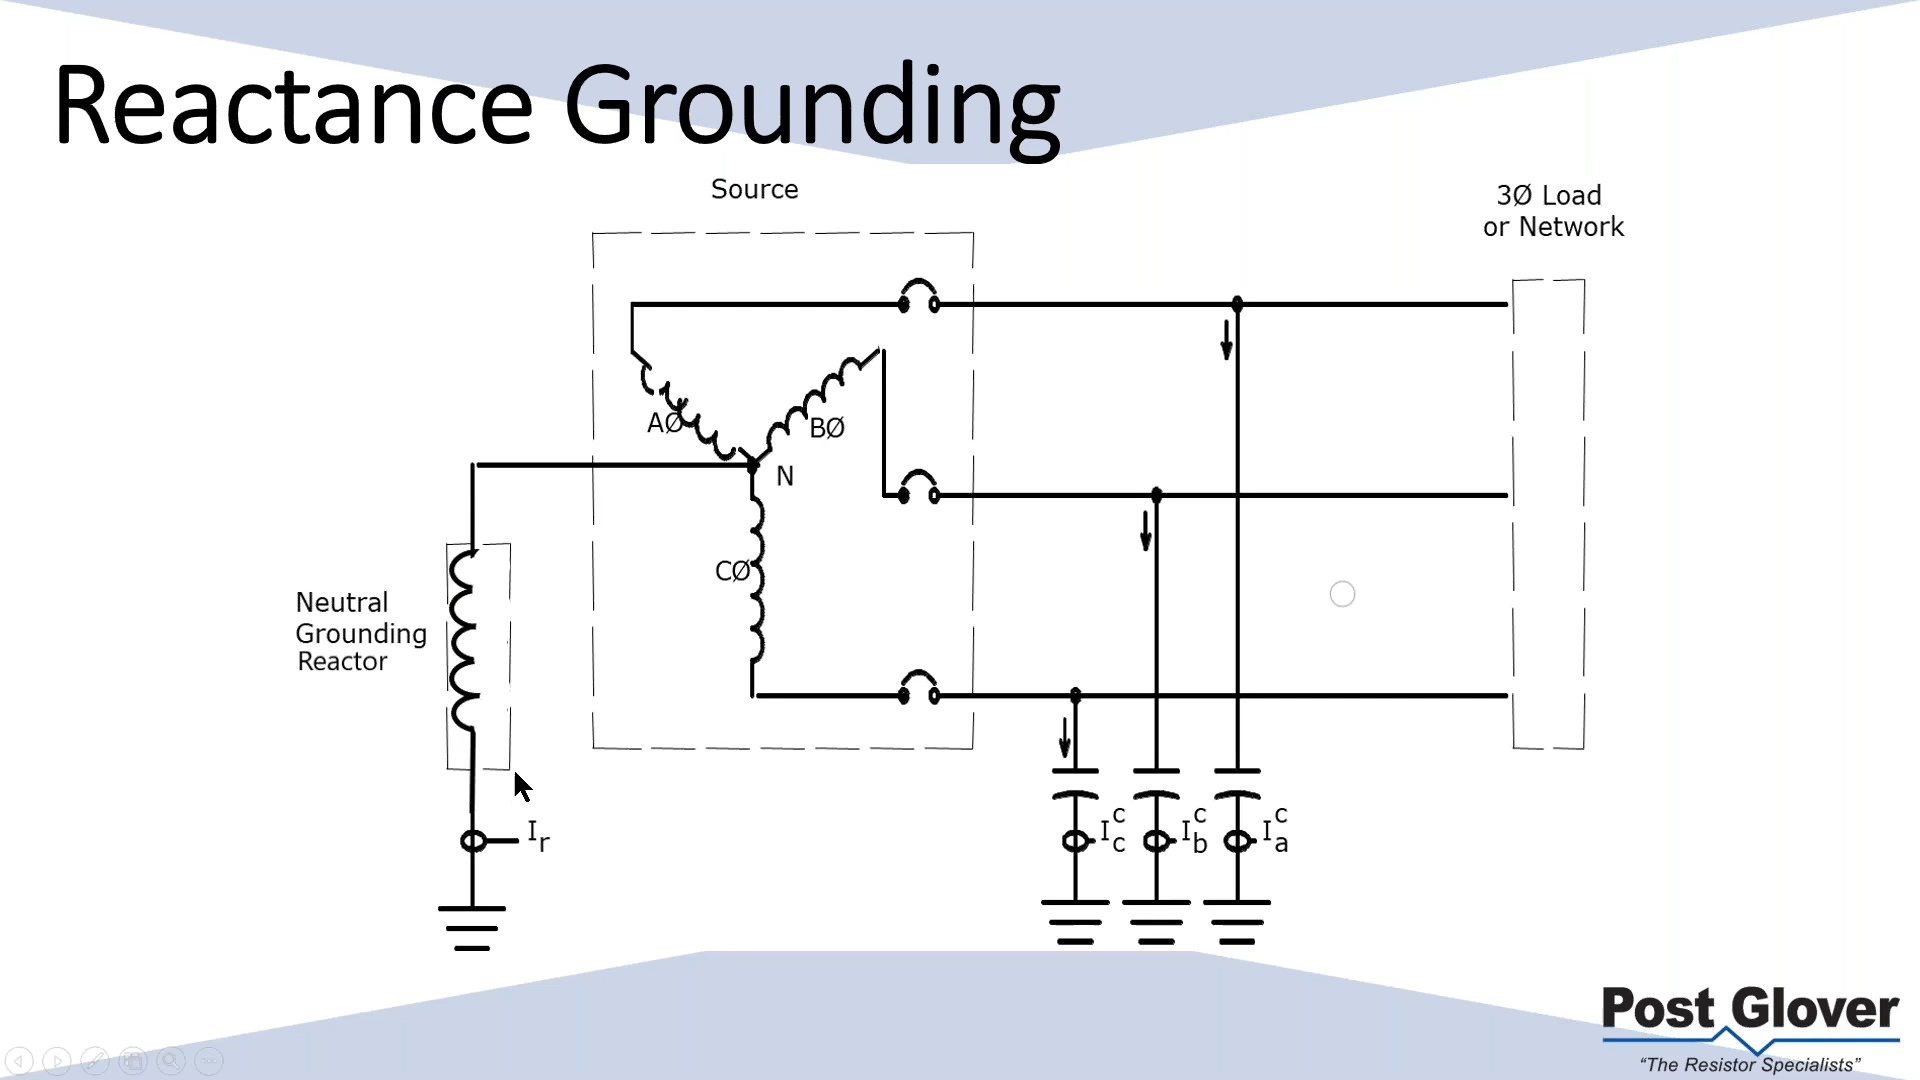 Reactance Grounding
Source
3Ø Load
or Network
AØ
BØ
N
CØ
Neutral
Grounding
Reactor
Ir
Icc
Icb
Ica
Post Glover
“The Resistor Specialists”